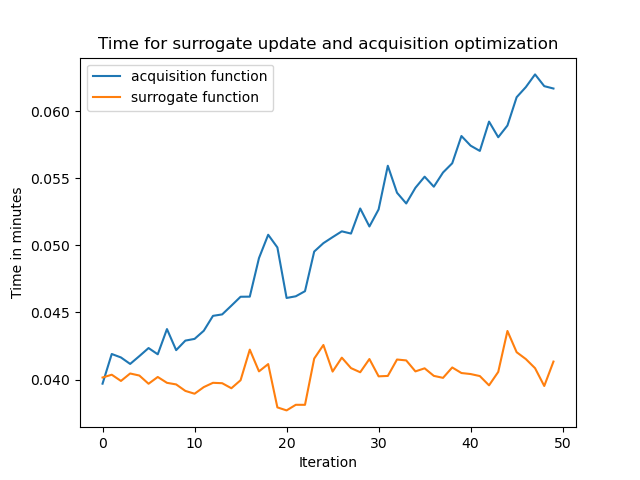 Time for surrogate update and acquisition optimization
acquisition function
surrogate function
Time in minutes
0.060
0.055
0.050
0.045
0.040
0 10 20 30 40 50
Iteration